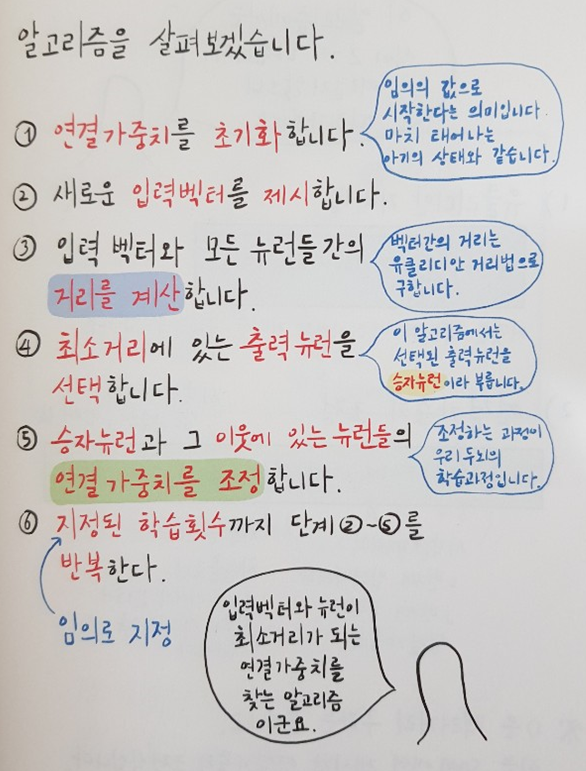 알고리즘을 살펴보겠습니다.
① 연결가중치를 초기화합니다.
임의의 값으로
시작한다는 의미입니다.
마치 태어나는
아기의 상태와 같습니다.
② 새로운 입력벡터를 제시합니다.
③ 입력 벡터와 모든 뉴런들간의
거리를 계산합니다.
벡터간의 거리는
유클리디안 거리법으로
구합니다.
④ 최소거리에 있는 출력뉴런을
선택합니다.
이 알고리즘에서는
선택된 출력뉴런을
승자뉴런이라 부릅니다.
⑤ 승자뉴런과 그 이웃에 있는 뉴런들의
연결가중치를 조정합니다.
조정하는 과정이
우리 두뇌의
학습과정입니다.
⑥ 지정된 학습횟수까지 단계②~⑤를
반복한다.
임의로 지정
입력벡터와 뉴런이
최소거리가 되는
연결가중치를
찾는 알고리즘
이군요.